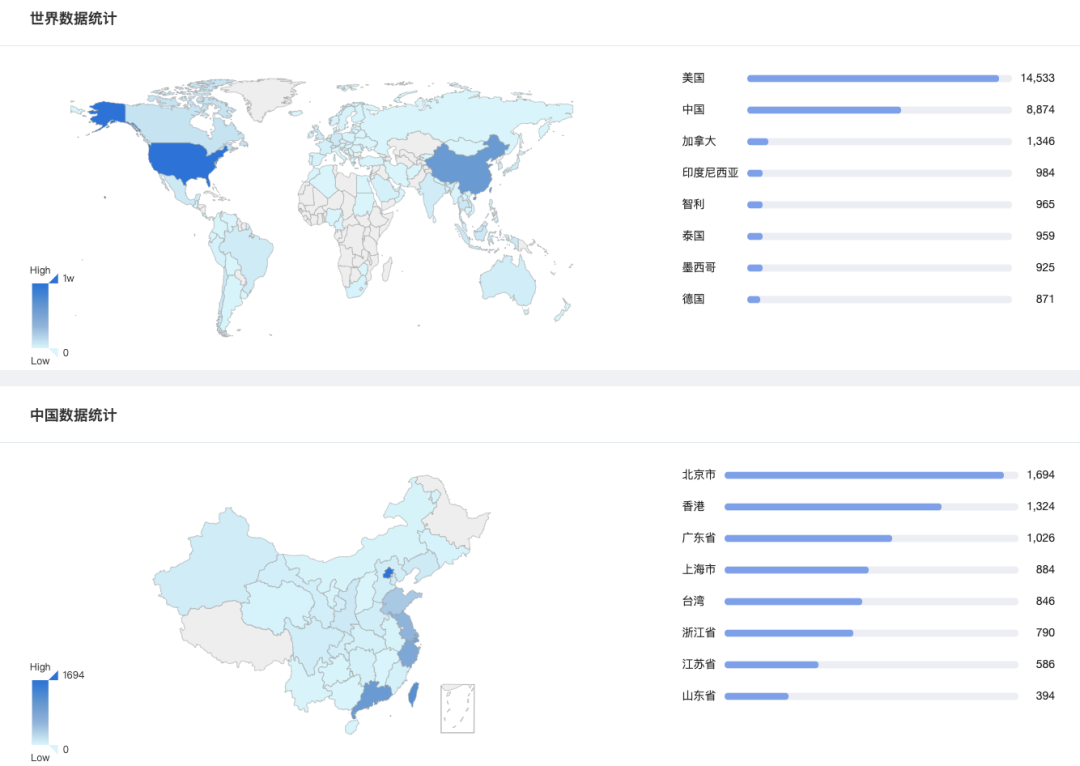 世界数据统计
美国 14,533
中国 8,874
加拿大 1,346
印度尼西亚 984
智利 965
泰国 959
墨西哥 925
德国 871
High
1w
0
Low
中国数据统计
北京市 1,694
香港 1,324
广东省 1,026
上海市 884
台湾 846
浙江省 790
江苏省 586
山东省 394
High
1694
0
Low